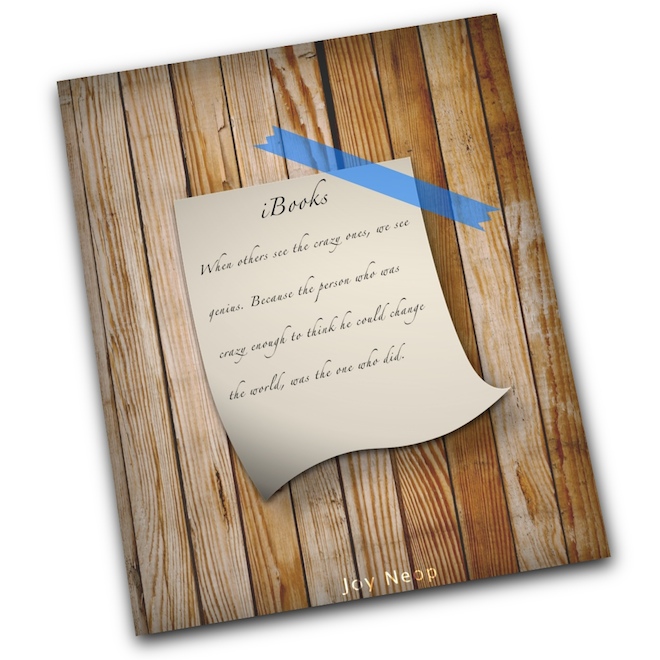 iBooks
When others see the crazy ones, we see
genius. Because the person who was
crazy enough to think he could change
the world, was the one who did.
Joy Neop